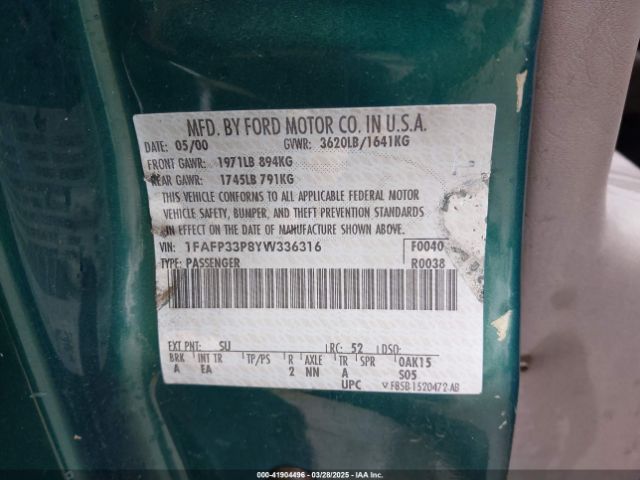 MFD. BY FORD MOTOR CO. IN U.S.A.
DATE: 05/00 GVWR: 3620LB/1641KG
FRONT GAWR: 1971LB 894KG
REAR GAWR: 1745LB 791KG
THIS VEHICLE CONFORMS TO ALL APPLICABLE FEDERAL MOTOR
VEHICLE SAFETY, BUMPER, AND THEFT PREVENTION STANDARDS
IN EFFECT ON THE DATE OF MANUFACTURE SHOWN ABOVE
VIN: 1FAFP33P8YW336316 F0040
TYPE: PASSENGER R0038
EXT PNT: SU RC: 52 DSO:
BRK INT TR TP/PS R AXLE TR SPR 0AK15
A EA 2 NN A S05
UPC V F85B 1520472 AB
000-41904496 - 03/28/2025 - IAA Inc.